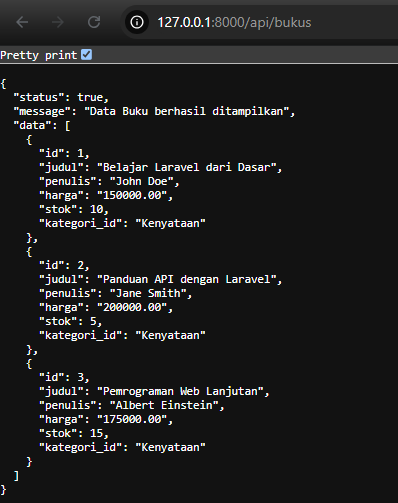 127.0.0.1:8000/api/bukus
Pretty print
{
"status": true,
"message": "Data Buku berhasil ditampilkan",
"data": [
{
"id": 1,
"judul": "Belajar Laravel dari Dasar",
"penulis": "John Doe",
"harga": "150000.00",
"stok": 10,
"kategori_id": "Kenyataan"
},
{
"id": 2,
"judul": "Panduan API dengan Laravel",
"penulis": "Jane Smith",
"harga": "200000.00",
"stok": 5,
"kategori_id": "Kenyataan"
},
{
"id": 3,
"judul": "Pemrograman Web Lanjutan",
"penulis": "Albert Einstein",
"harga": "175000.00",
"stok": 15,
"kategori_id": "Kenyataan"
}
]
}